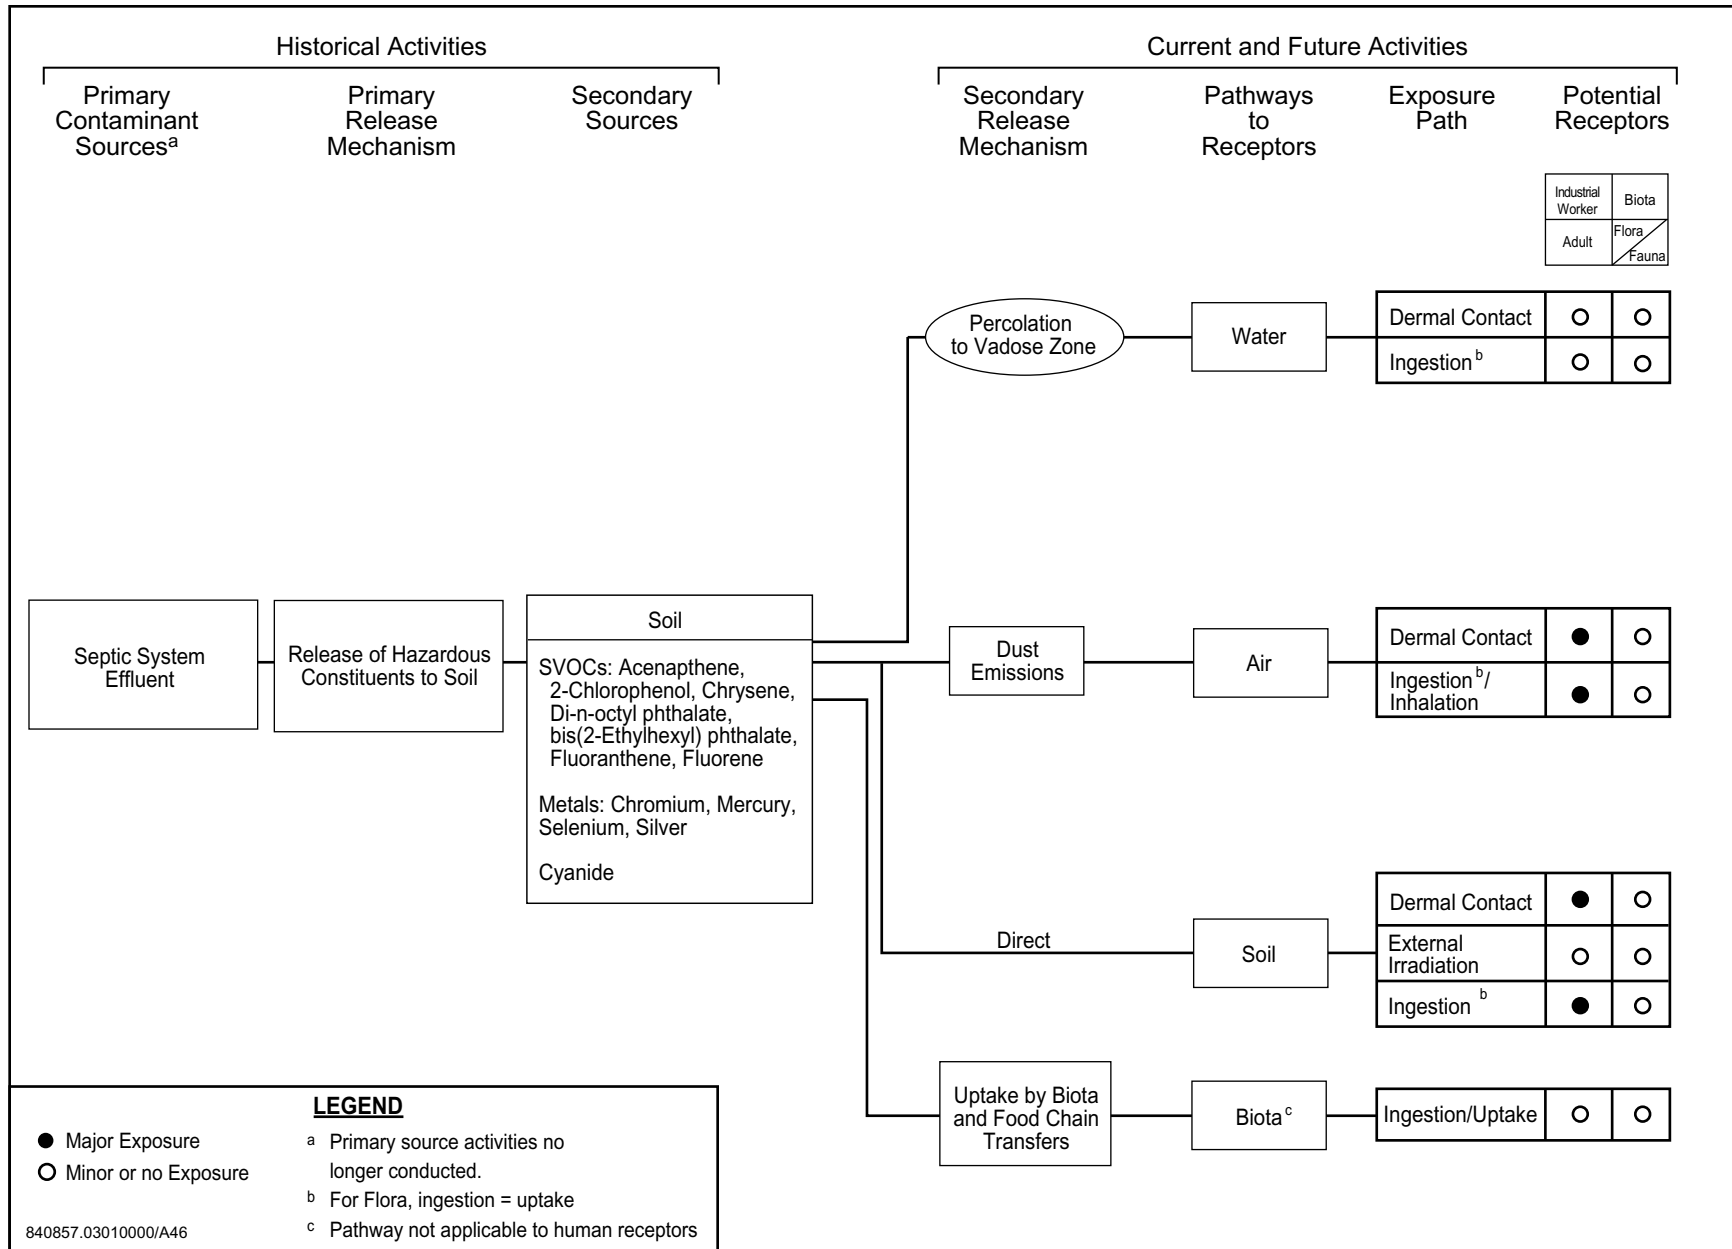 Historical Activities
Current and Future Activities
Primary
Contaminant
Sources a
Primary
Release
Mechanism
Secondary
Sources
Secondary
Release
Mechanism
Pathways
to
Receptors
Exposure
Path
Potential
Receptors
Industrial
Worker
Biota
Adult
Flora
Fauna
Percolation
to Vadose Zone
Water
Dermal Contact
Ingestion b
Septic System
Effluent
Release of Hazardous
Constituents to Soil
Soil
SVOCs: Acenapthene,
2-Chlorophenol, Chrysene,
Di-n-octyl phthalate,
bis(2-Ethylhexyl) phthalate,
Fluoranthene, Fluorene
Metals: Chromium, Mercury,
Selenium, Silver
Cyanide
Dust
Emissions
Air
Dermal Contact
Ingestion b/
Inhalation
Direct
Soil
Dermal Contact
External
Irradiation
Ingestion b
Uptake by Biota
and Food Chain
Transfers
Biota c
Ingestion/Uptake
LEGEND
Major Exposure
Minor or no Exposure
a Primary source activities no
longer conducted.
b For Flora, ingestion = uptake
c Pathway not applicable to human receptors
840857.03010000/A46